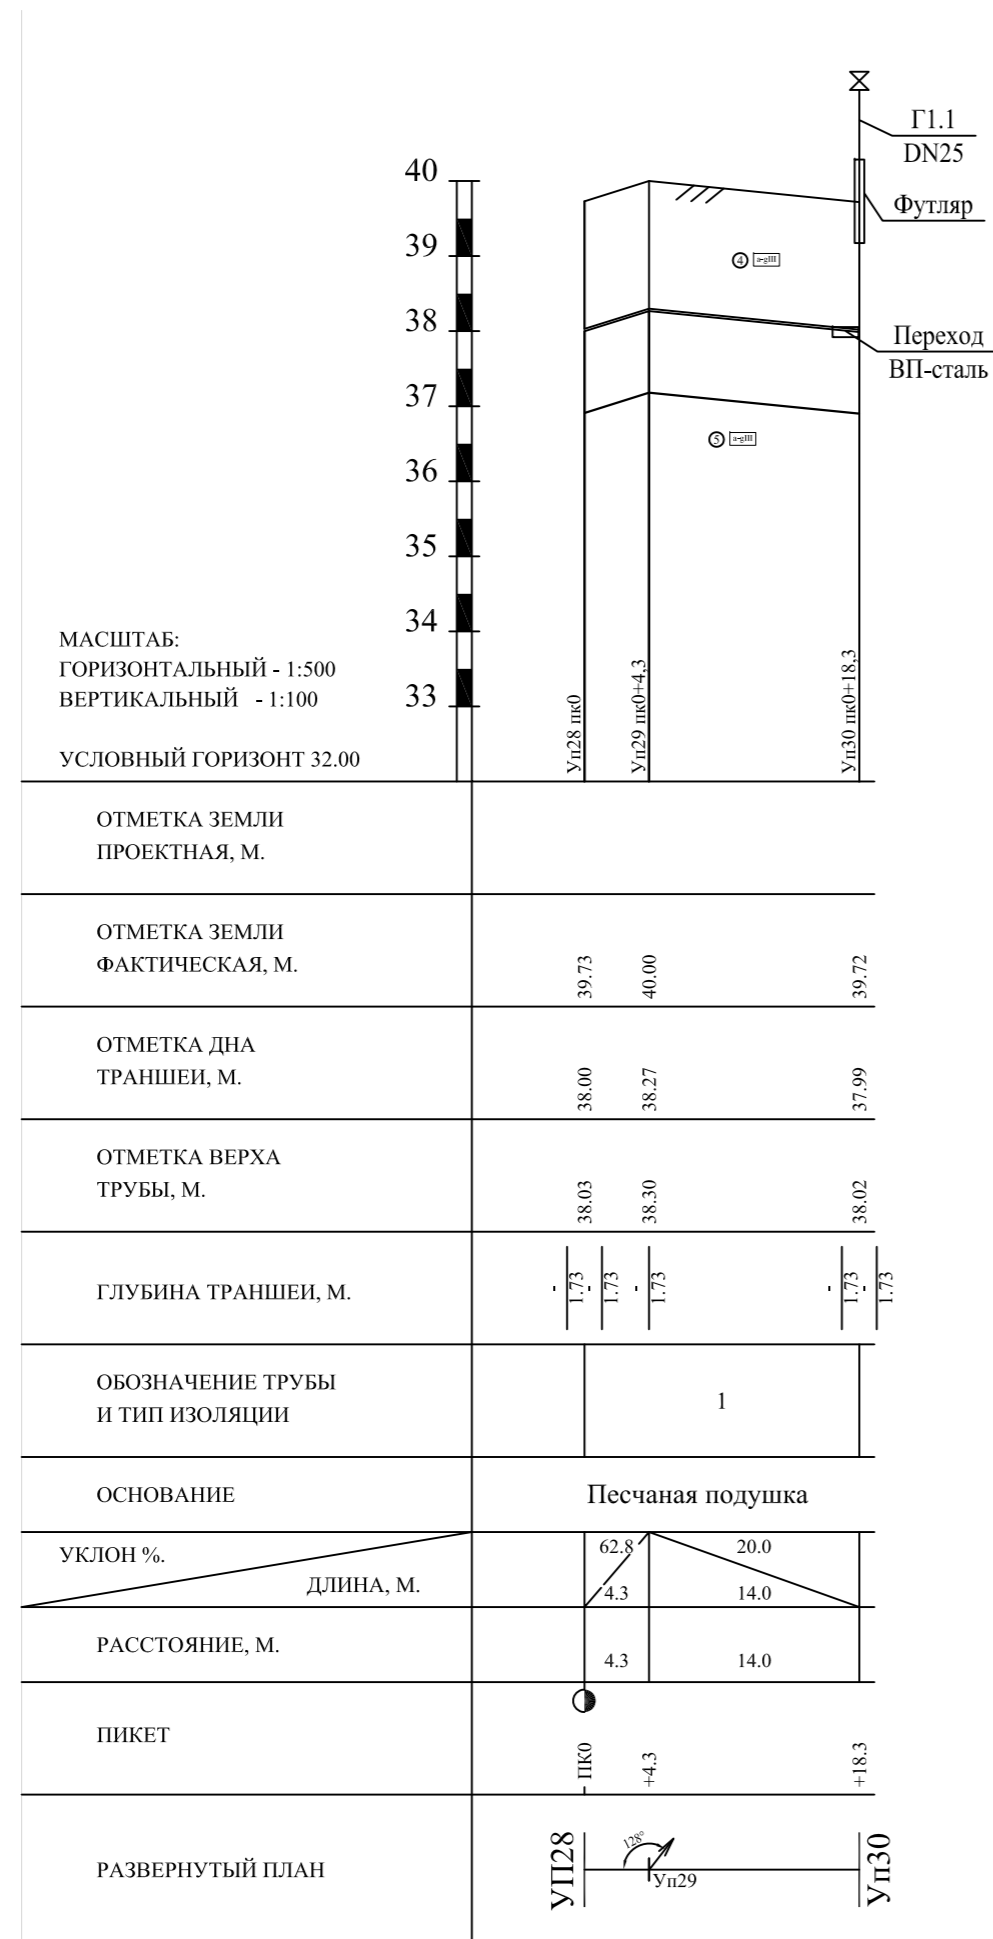 Г1.1
DN25
Футляр
40
39
38
37
36
35
34
33
4 a-gIII
Переход
ВП-сталь
5 a-gIII
МАСШТАБ:
ГОРИЗОНТАЛЬНЫЙ - 1:500
ВЕРТИКАЛЬНЫЙ - 1:100
УСЛОВНЫЙ ГОРИЗОНТ 32.00
Уп28 пк0
Уп29 пк0+4,3
Уп30 пк0+18,3
ОТМЕТКА ЗЕМЛИ
ПРОЕКТНАЯ, М.
ОТМЕТКА ЗЕМЛИ
ФАКТИЧЕСКАЯ, М.
39.73
40.00
39.72
ОТМЕТКА ДНА
ТРАНШЕИ, М.
38.00
38.27
37.99
ОТМЕТКА ВЕРХА
ТРУБЫ, М.
38.03
38.30
38.02
ГЛУБИНА ТРАНШЕИ, М.
- 1.73
- 1.73
- 1.73
- 1.73
- 1.73
ОБОЗНАЧЕНИЕ ТРУБЫ
И ТИП ИЗОЛЯЦИИ
1
ОСНОВАНИЕ
Песчаная подушка
УКЛОН %.
ДЛИНА, М.
62.8
20.0
4.3
14.0
РАССТОЯНИЕ, М.
4.3
14.0
ПИКЕТ
ПК0
+4.3
+18.3
РАЗВЕРНУТЫЙ ПЛАН
УП28
128°
Уп29
Уп30